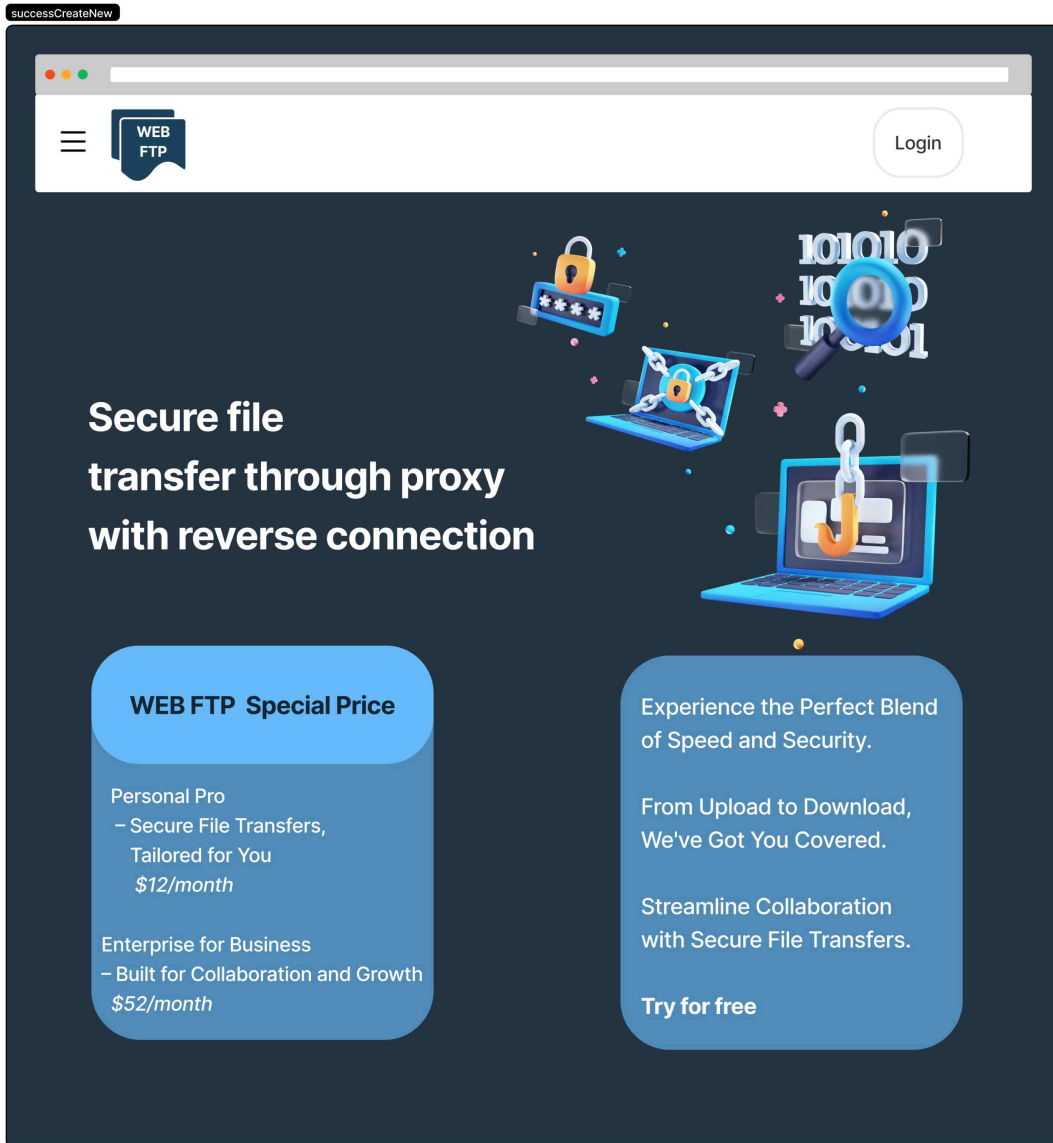 successCreateNew
WEB
FTP
Login
101010
Secure file
transfer through proxy
with reverse connection
****
WEB FTP  Special Price
Personal Pro
– Secure File Transfers,
Tailored for You
$12/month
Enterprise for Business
– Built for Collaboration and Growth
$52/month
Experience the Perfect Blend
of Speed and Security.
From Upload to Download,
We've Got You Covered.
Streamline Collaboration
with Secure File Transfers.
Try for free